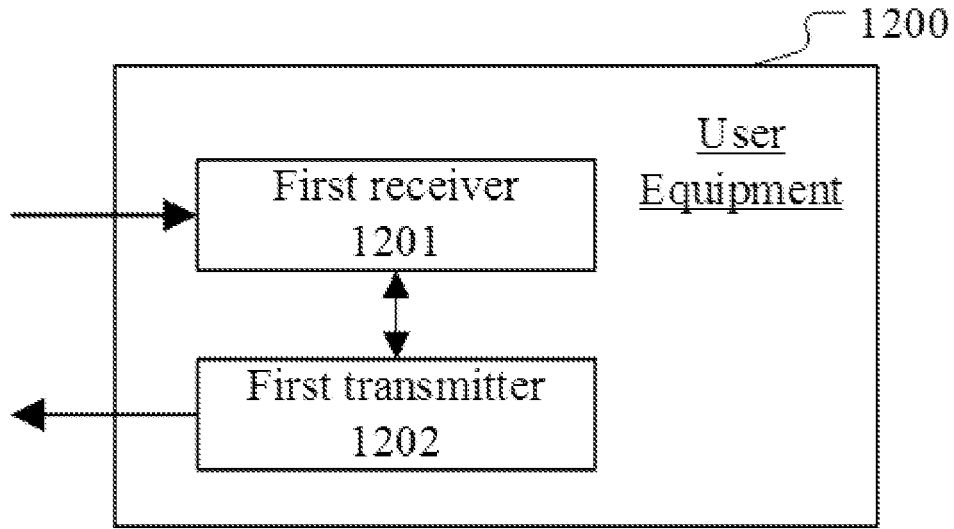 1200
User
Equipment
First receiver
1201
First transmitter
1202